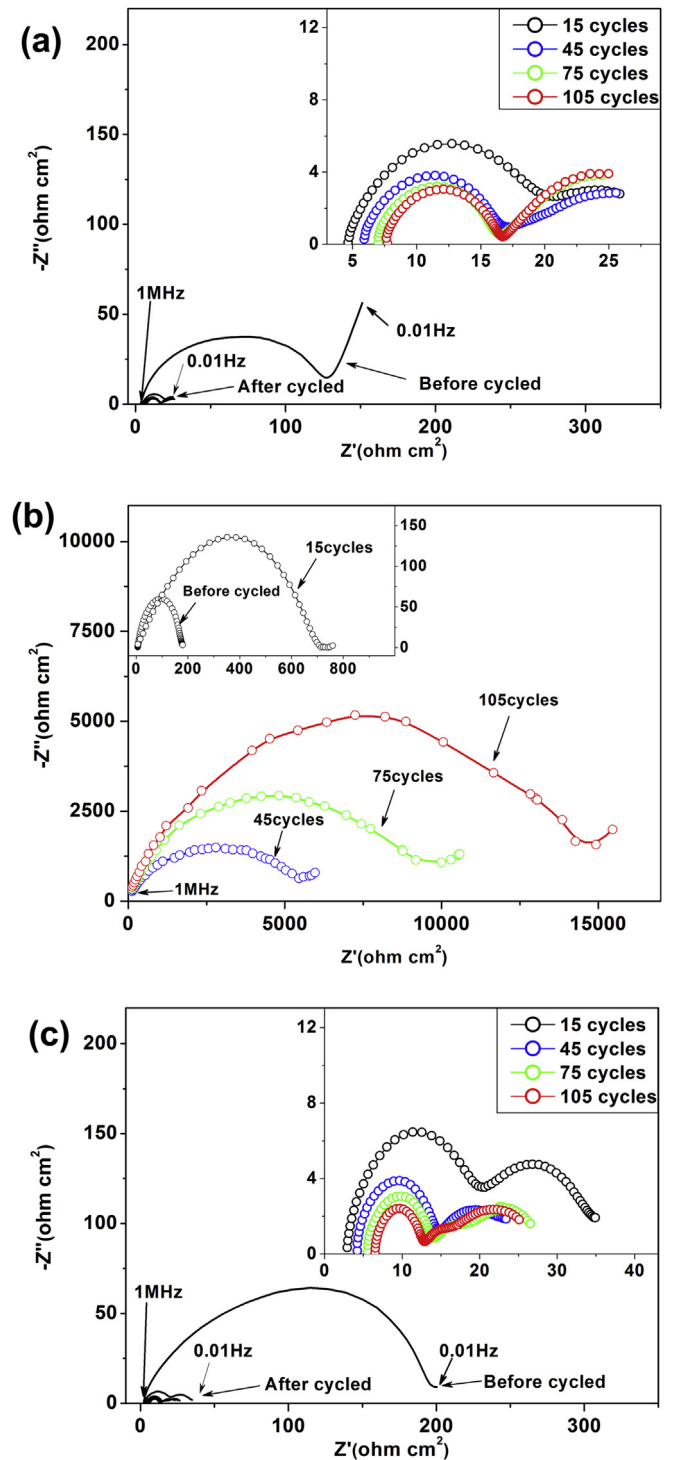 (a)
200
150
100
50
0
-Z''(ohm cm²)
0
100
200
300
Z'(ohm cm²)
12
8
4
0
5
10
15
20
25
15 cycles
45 cycles
75 cycles
105 cycles
1MHz
0.01Hz
After cycled
0.01Hz
Before cycled
(b)
10000
7500
5000
2500
0
-Z''(ohm cm²)
0
5000
10000
15000
Z'(ohm cm²)
150
100
50
0
0
200
400
600
800
15cycles
Before cycled
105cycles
75cycles
45cycles
1MHz
(c)
200
150
100
50
0
-Z''(ohm cm²)
0
100
200
300
Z'(ohm cm²)
12
8
4
0
0
10
20
30
40
15 cycles
45 cycles
75 cycles
105 cycles
1MHz
0.01Hz
After cycled
0.01Hz
Before cycled